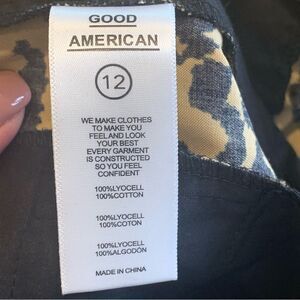 GOOD
AMERICAN
12
WE MAKE CLOTHES
TO MAKE YOU
FEEL AND LOOK
YOUR BEST
EVERY GARMENT
IS CONSTRUCTED
SO YOU FEEL
CONFIDENT
100%LYOCELL
100%COTTON
100%LYOCELL
100%COTON
100%LYOCELL
100%ALGODON
MADE IN CHINA